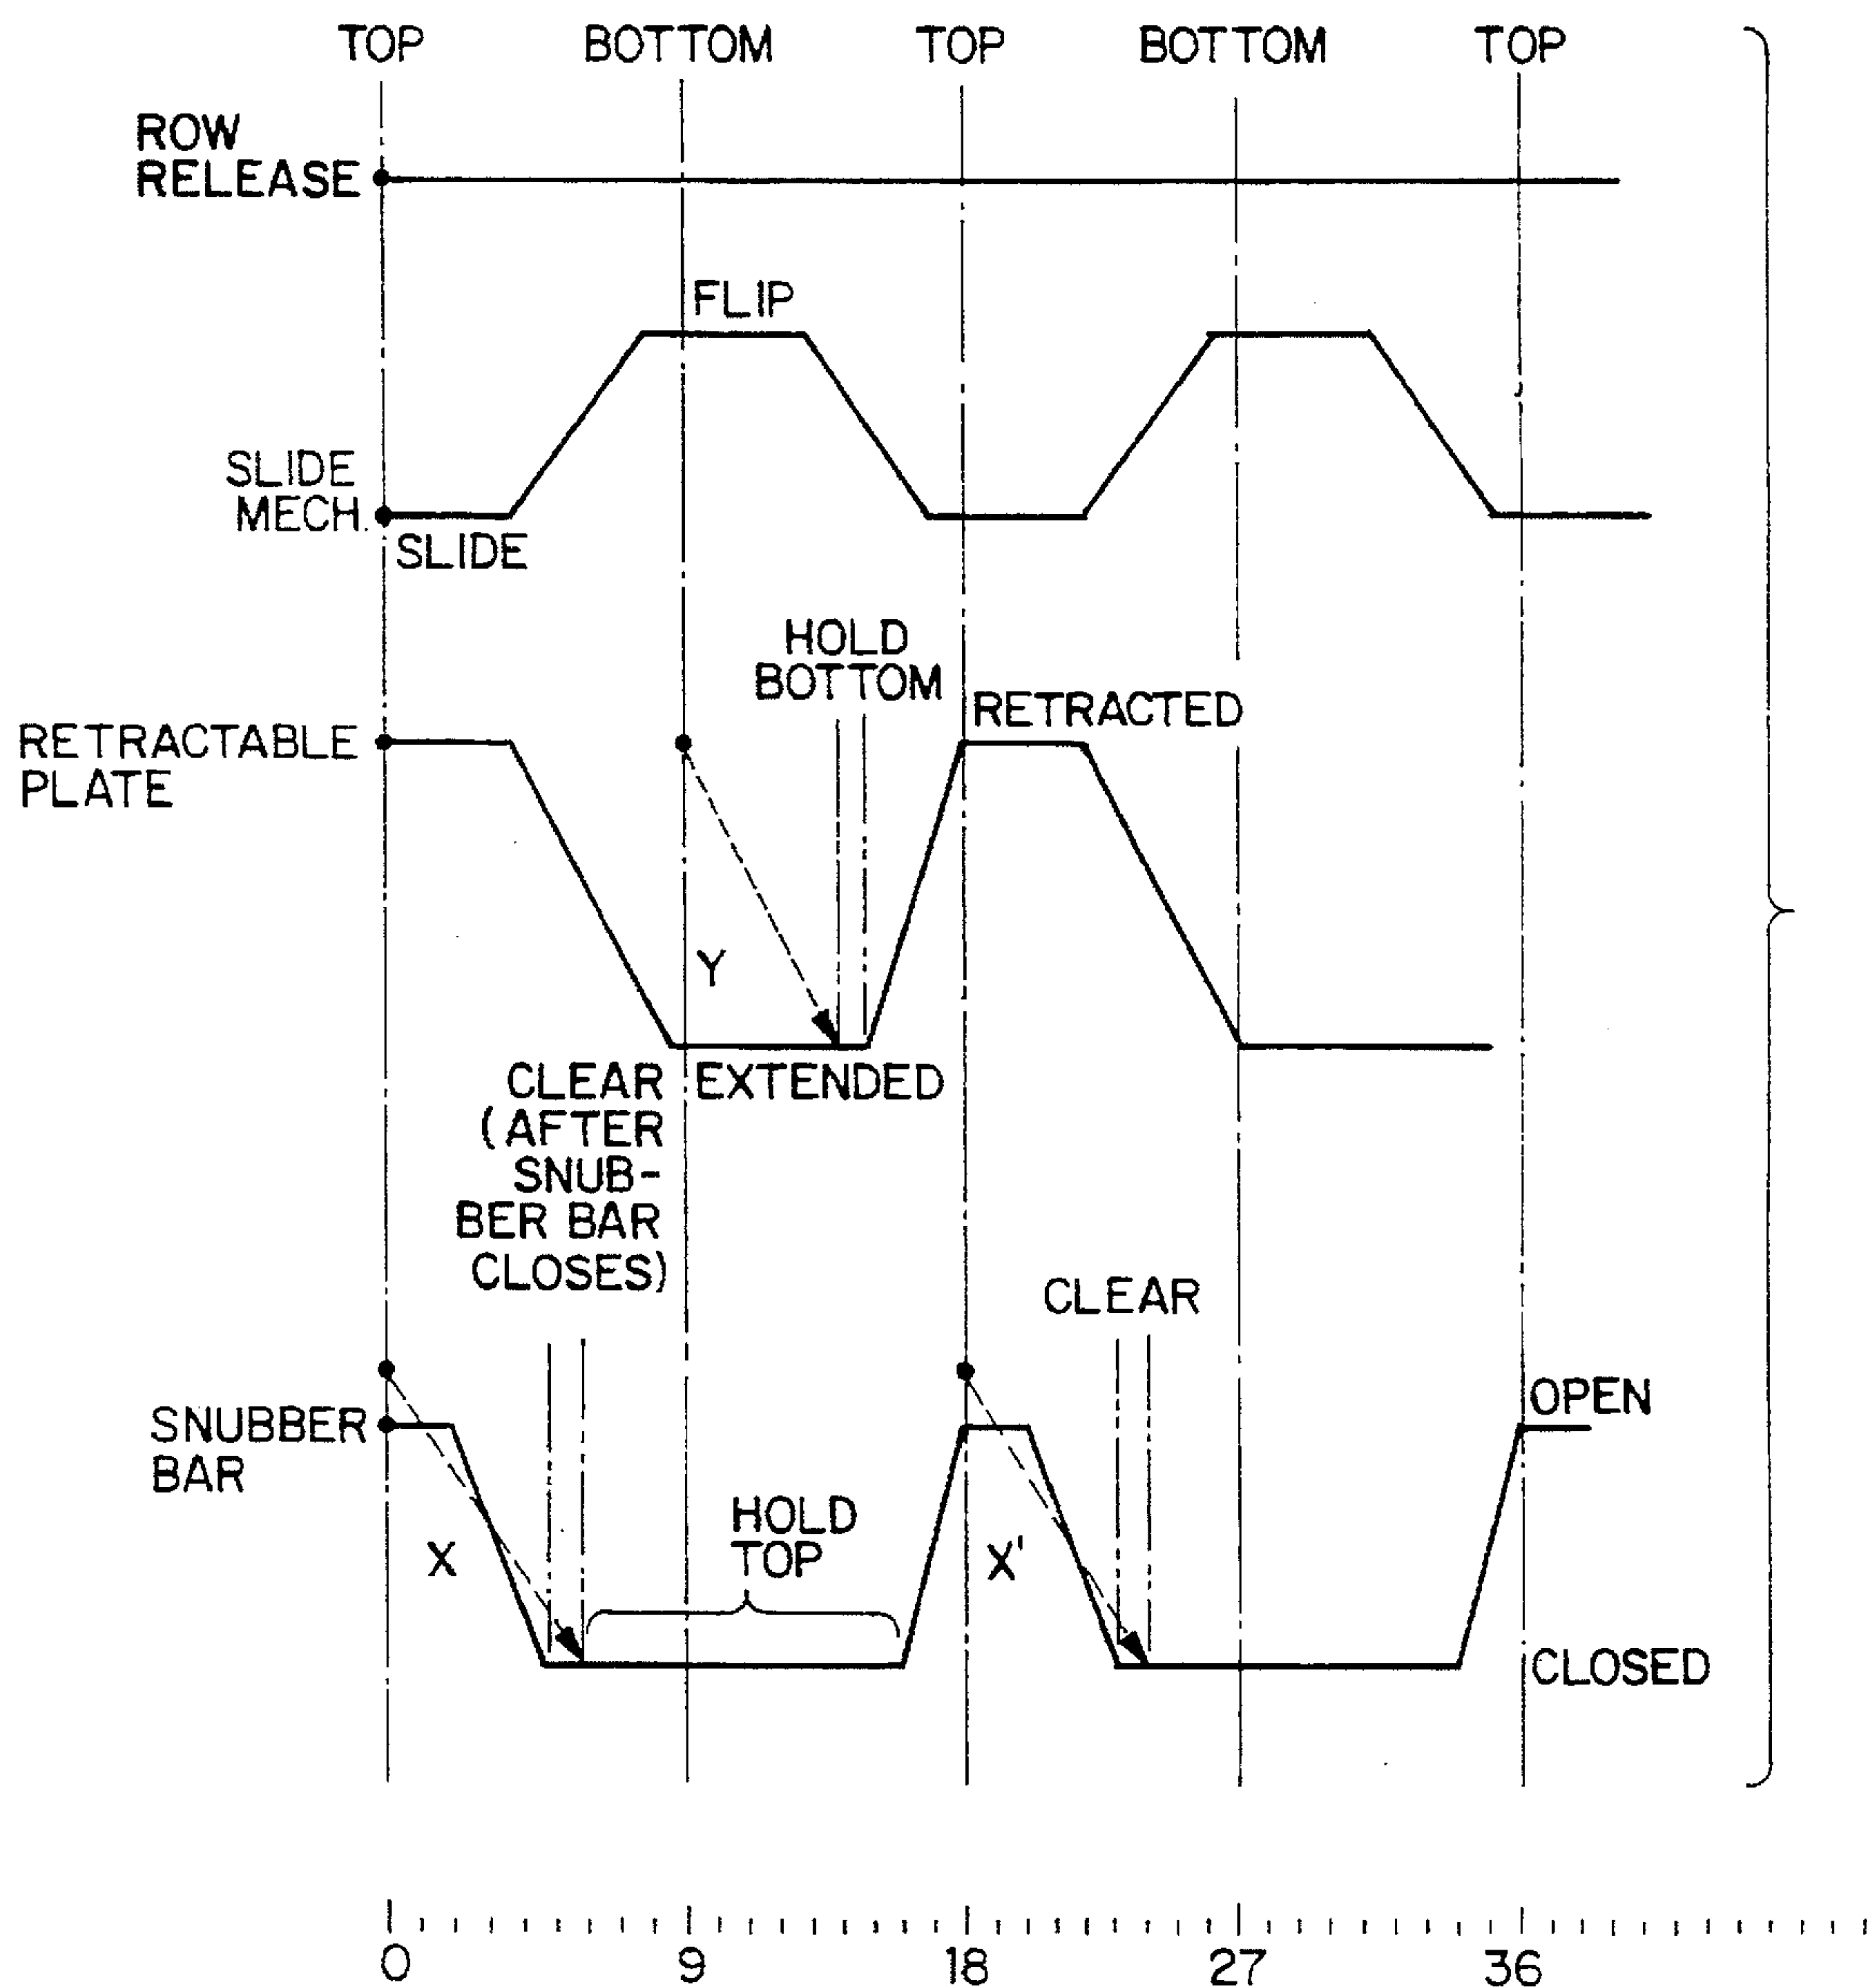 TOP BOTTOM TOP BOTTOM TOP
ROW
RELEASE
FLIP
SLIDE
MECH.
SLIDE
HOLD
BOTTOM
RETRACTED
RETRACTABLE
PLATE
Y
EXTENDED
CLEAR
(AFTER
SNUB-
BER BAR
CLOSES)
CLEAR
OPEN
SNUBBER
BAR
HOLD
TOP
X
X'
CLOSED
0 9 18 27 36